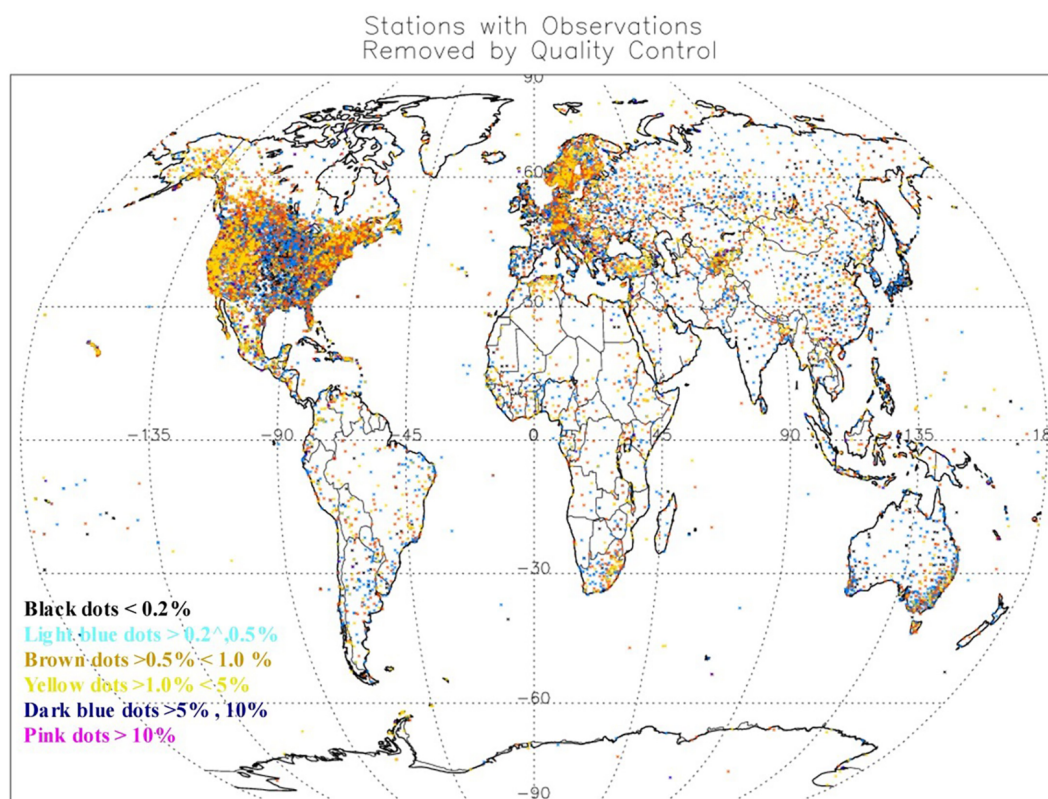 Stations with Observations
Removed by Quality Control
90
60
30
-135 -90 -45 0 45 90 135 18
-30
Black dots < 0.2%
Light blue dots > 0.2^,0.5%
Brown dots >0.5% < 1.0 %
Yellow dots >1.0% < 5%
Dark blue dots >5% , 10%
Pink dots > 10%
-60
-90